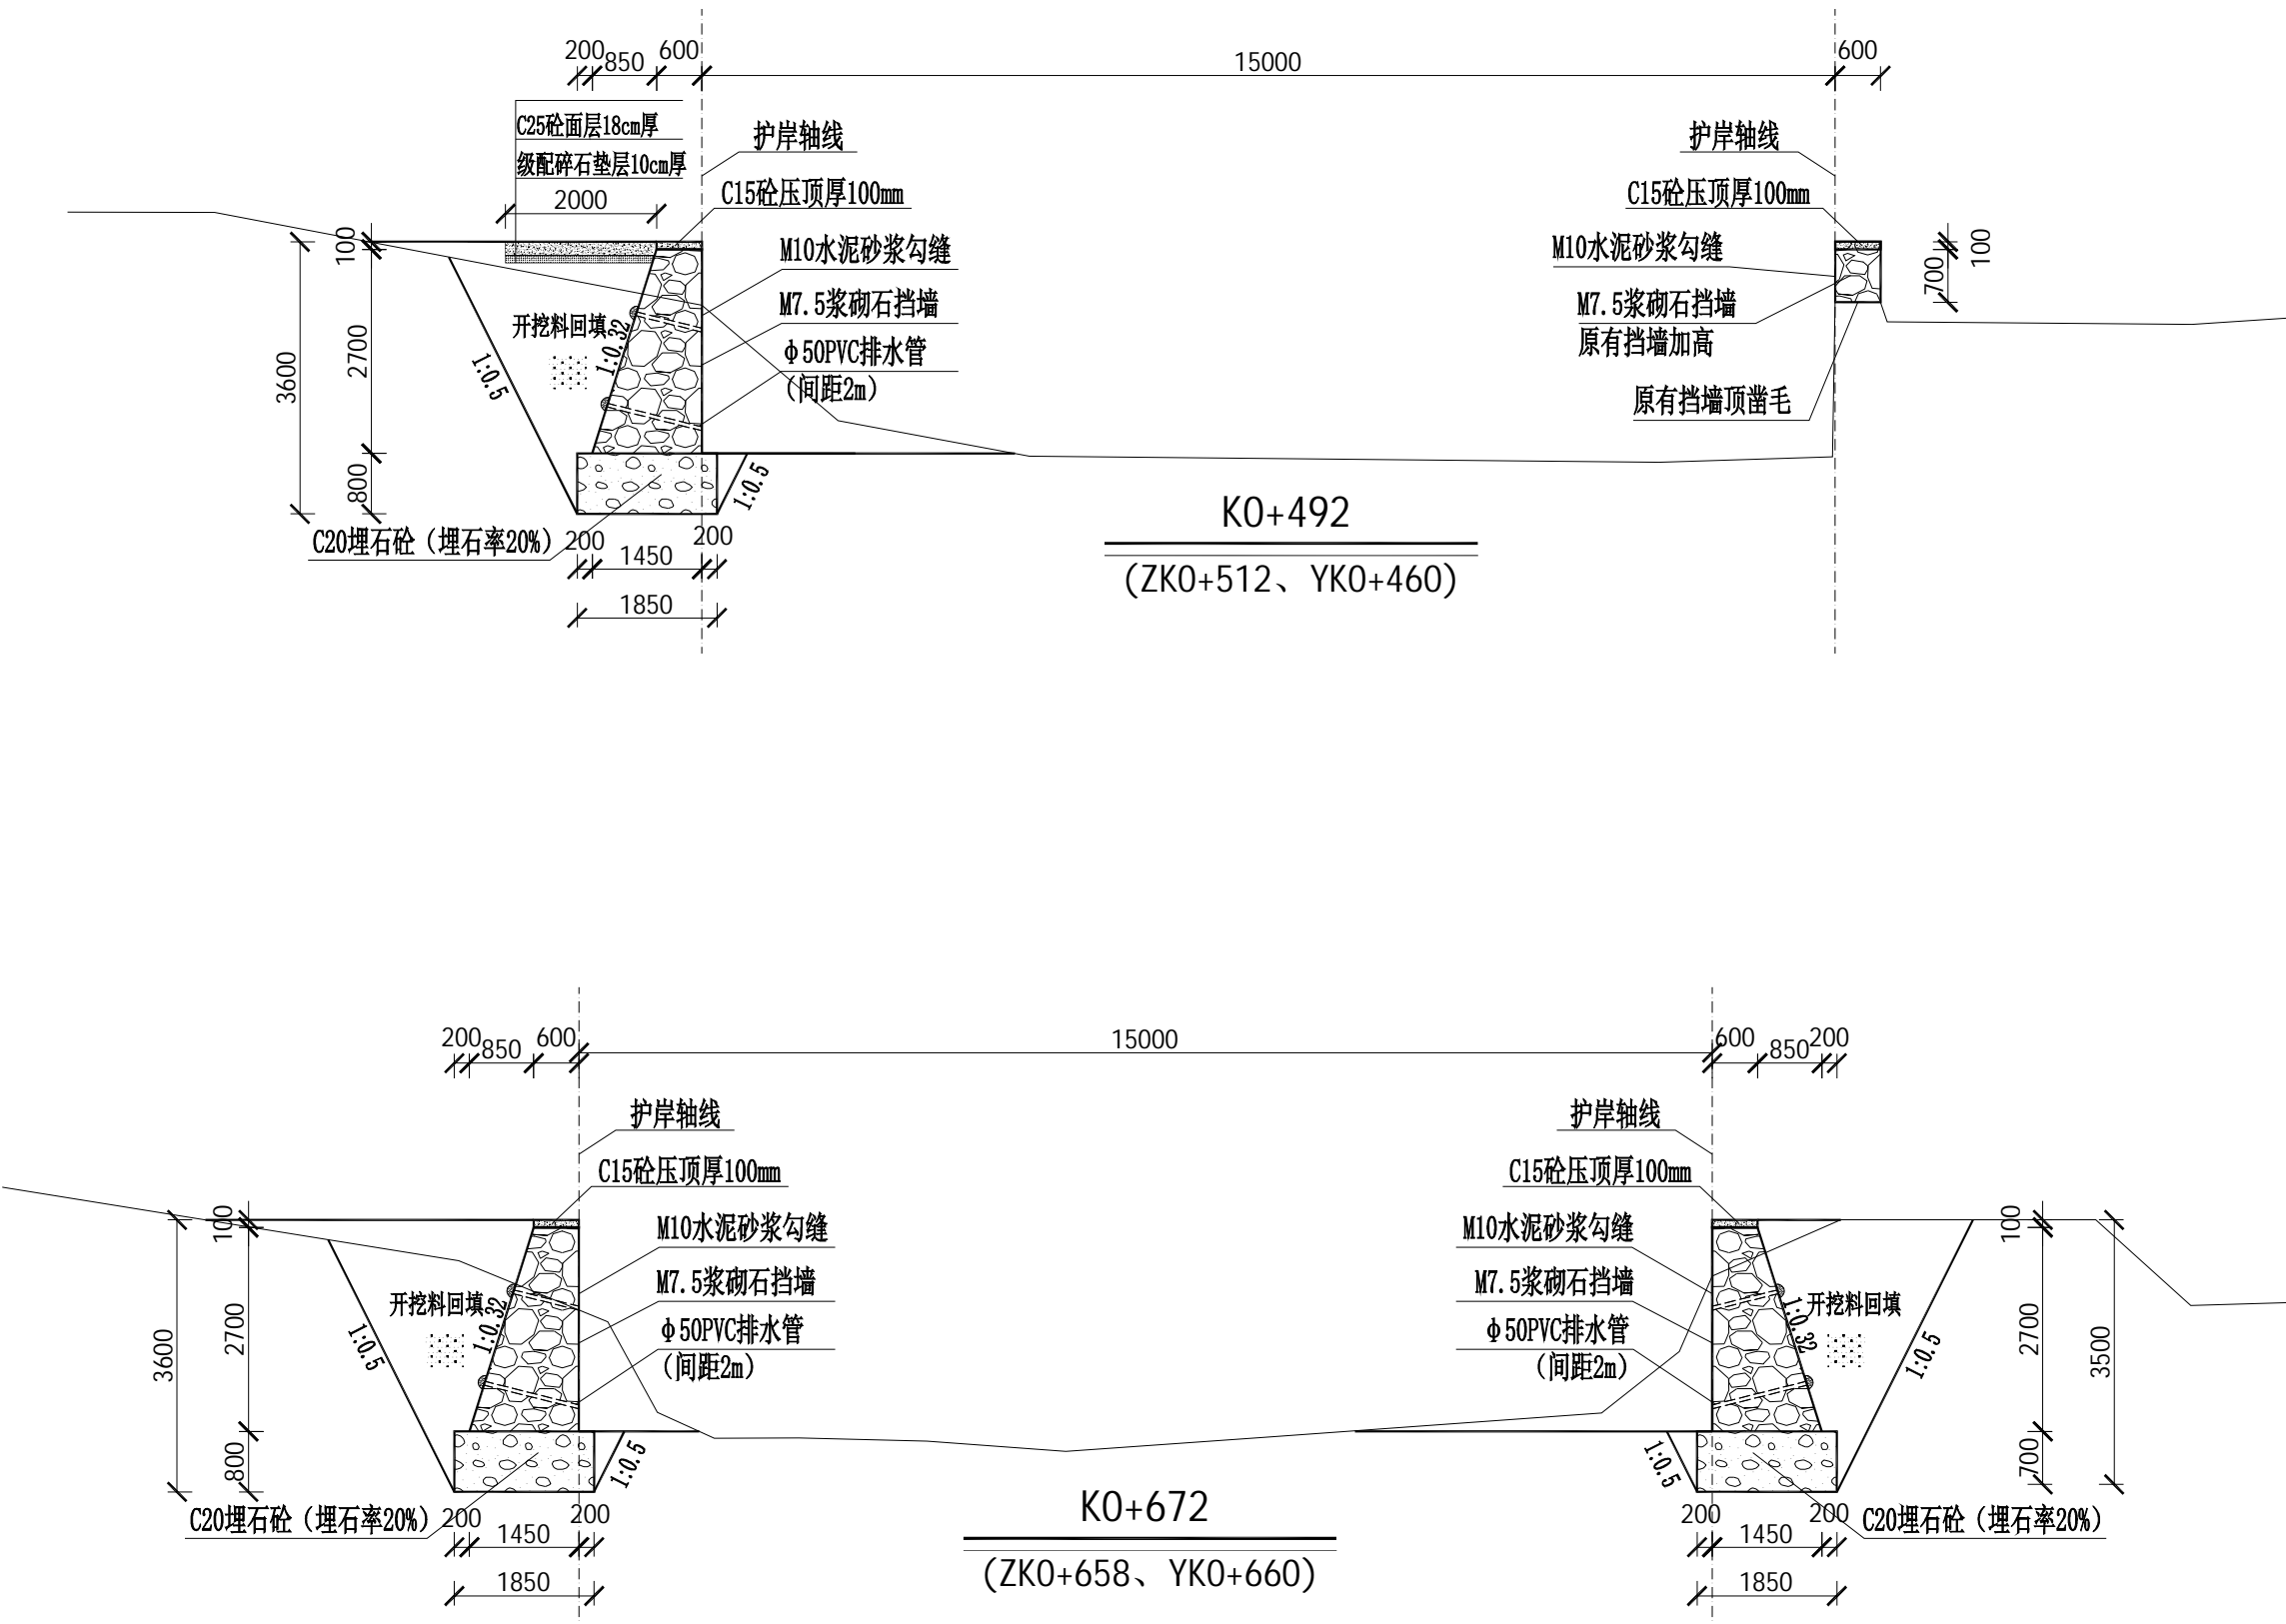 200 850 600 15000 600
C25砼面层18cm厚
级配碎石垫层10cm厚
2000
护岸轴线
C15砼压顶厚100mm
M10水泥砂浆勾缝
M7.5浆砌石挡墙
φ50PVC排水管
(间距2m)
开挖料回填
1:0.32
1:0.5
1:0.5
100
2700
800
3600
C20埋石砼（埋石率20%）
200 1450 200
1850
护岸轴线
C15砼压顶厚100mm
M10水泥砂浆勾缝
M7.5浆砌石挡墙
原有挡墙加高
原有挡墙顶凿毛
700
100
K0+492
(ZK0+512、YK0+460)
200 850 600 15000 600 850 200
护岸轴线
C15砼压顶厚100mm
M10水泥砂浆勾缝
M7.5浆砌石挡墙
φ50PVC排水管
(间距2m)
开挖料回填
1:0.32
1:0.5
1:0.5
100
2700
800
3600
C20埋石砼（埋石率20%）
200 1450 200
1850
护岸轴线
C15砼压顶厚100mm
M10水泥砂浆勾缝
M7.5浆砌石挡墙
φ50PVC排水管
(间距2m)
开挖料回填
1:0.32
1:0.5
1:0.5
100
2700
700
3500
C20埋石砼（埋石率20%）
200 1450 200
1850
K0+672
(ZK0+658、YK0+660)